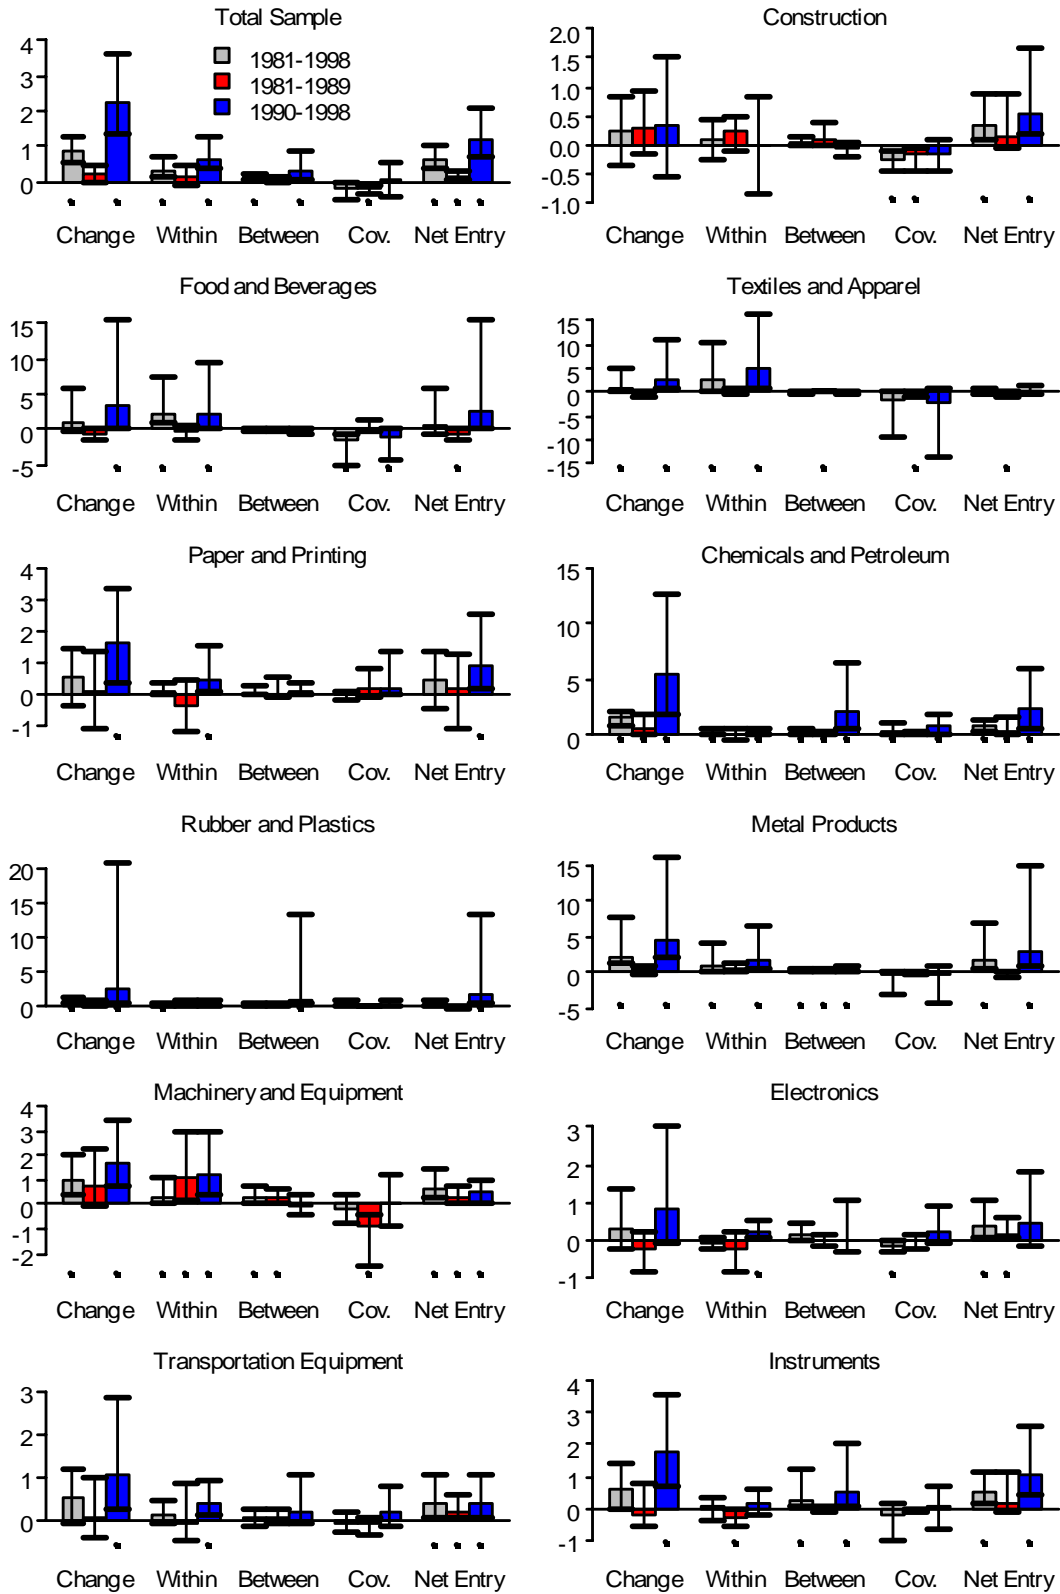 Total Sample
4
3
2
1
0
1981-1998
1981-1989
1990-1998
Change Within Between Cov. Net Entry
Construction
2.0
1.5
1.0
0.5
0.0
-0.5
-1.0
Change Within Between Cov. Net Entry
Food and Beverages
15
10
5
0
-5
Change Within Between Cov. Net Entry
Textiles and Apparel
15
10
5
0
-5
-10
-15
Change Within Between Cov. Net Entry
Paper and Printing
4
3
2
1
0
-1
Change Within Between Cov. Net Entry
Chemicals and Petroleum
15
10
5
0
Change Within Between Cov. Net Entry
Rubber and Plastics
20
15
10
5
0
Change Within Between Cov. Net Entry
Metal Products
15
10
5
0
-5
Change Within Between Cov. Net Entry
Machinery and Equipment
4
3
2
1
0
-1
-2
Change Within Between Cov. Net Entry
Electronics
3
2
1
0
-1
Change Within Between Cov. Net Entry
Transportation Equipment
3
2
1
0
Change Within Between Cov. Net Entry
Instruments
4
3
2
1
0
-1
Change Within Between Cov. Net Entry